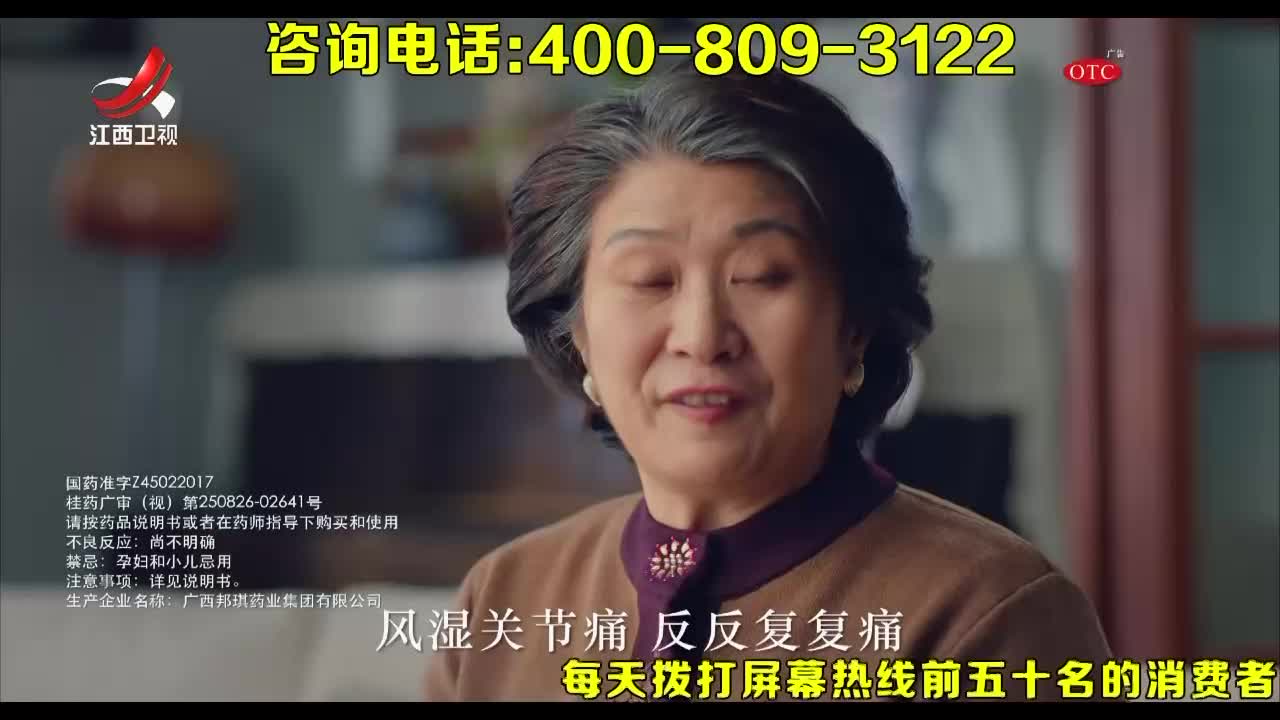 咨询电话:400-809-3122
广告
OTC
江西卫视
国药准字Z45022017
桂药广审（视）第250826-02641号
请按药品说明书或者在药师指导下购买和使用
不良反应：尚不明确
禁忌：孕妇和小儿忌用
注意事项：详见说明书。
生产企业名称：广西邦琪药业集团有限公司
风湿关节痛 反反复复痛
每天拨打屏幕热线前五十名的消费者